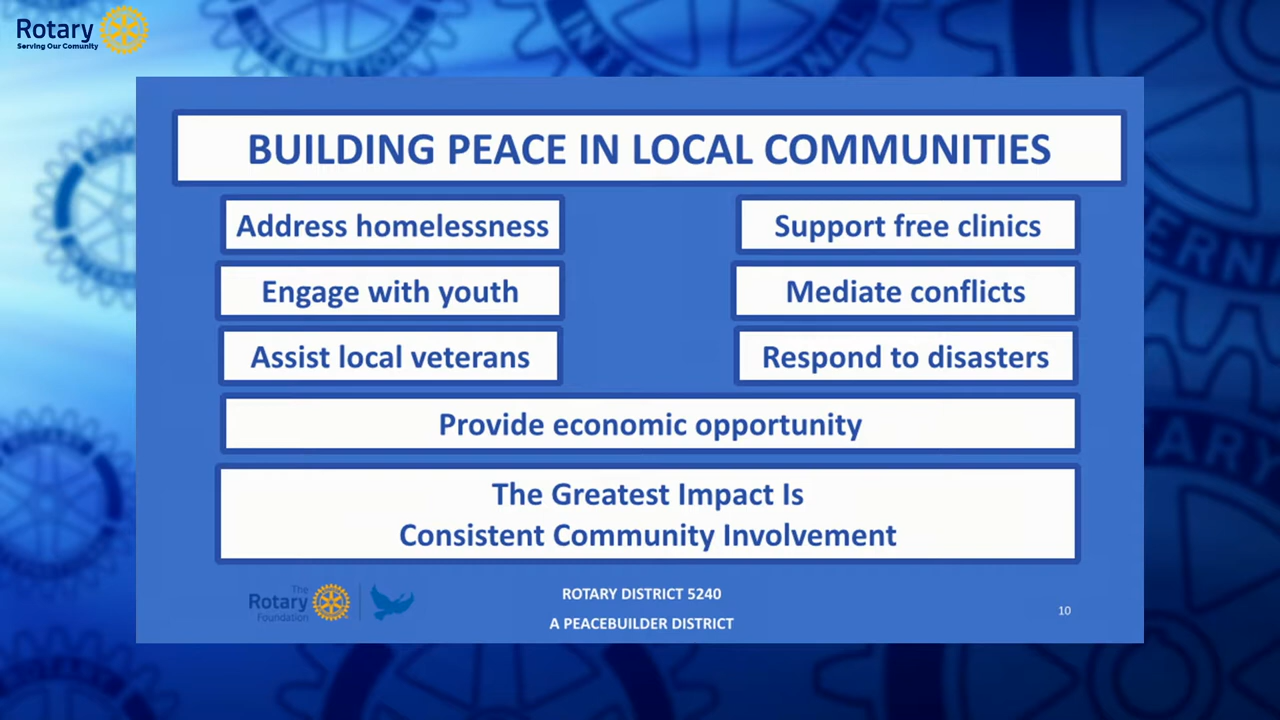 Rotary
Serving Our Comunity
BUILDING PEACE IN LOCAL COMMUNITIES
Address homelessness
Support free clinics
Engage with youth
Mediate conflicts
Assist local veterans
Respond to disasters
Provide economic opportunity
The Greatest Impact Is
Consistent Community Involvement
The
Rotary
Foundation
ROTARY DISTRICT 5240
A PEACEBUILDER DISTRICT
10